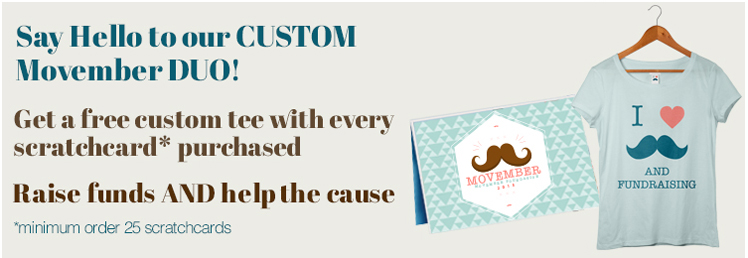 Say Hello to our CUSTOM
Movember DUO!
Get a free custom tee with every
scratchcard* purchased
Raise funds AND help the cause
*minimum order 25 scratchcards
MOVEMBER
I
AND
FUNDRAISING